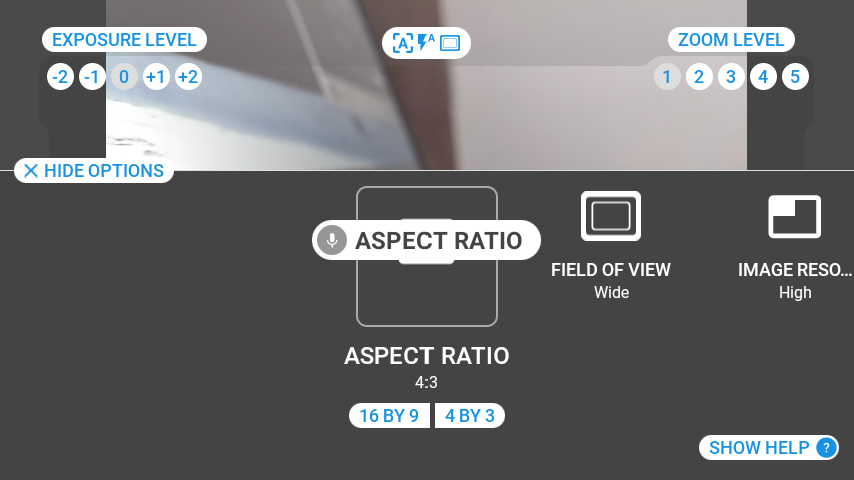 EXPOSURE LEVEL
-2 -1 0 +1 +2
A A
ZOOM LEVEL
1 2 3 4 5
HIDE OPTIONS
ASPECT RATIO
ASPECT RATIO
4:3
16 BY 9 4 BY 3
FIELD OF VIEW
Wide
IMAGE RESO...
High
SHOW HELP ?